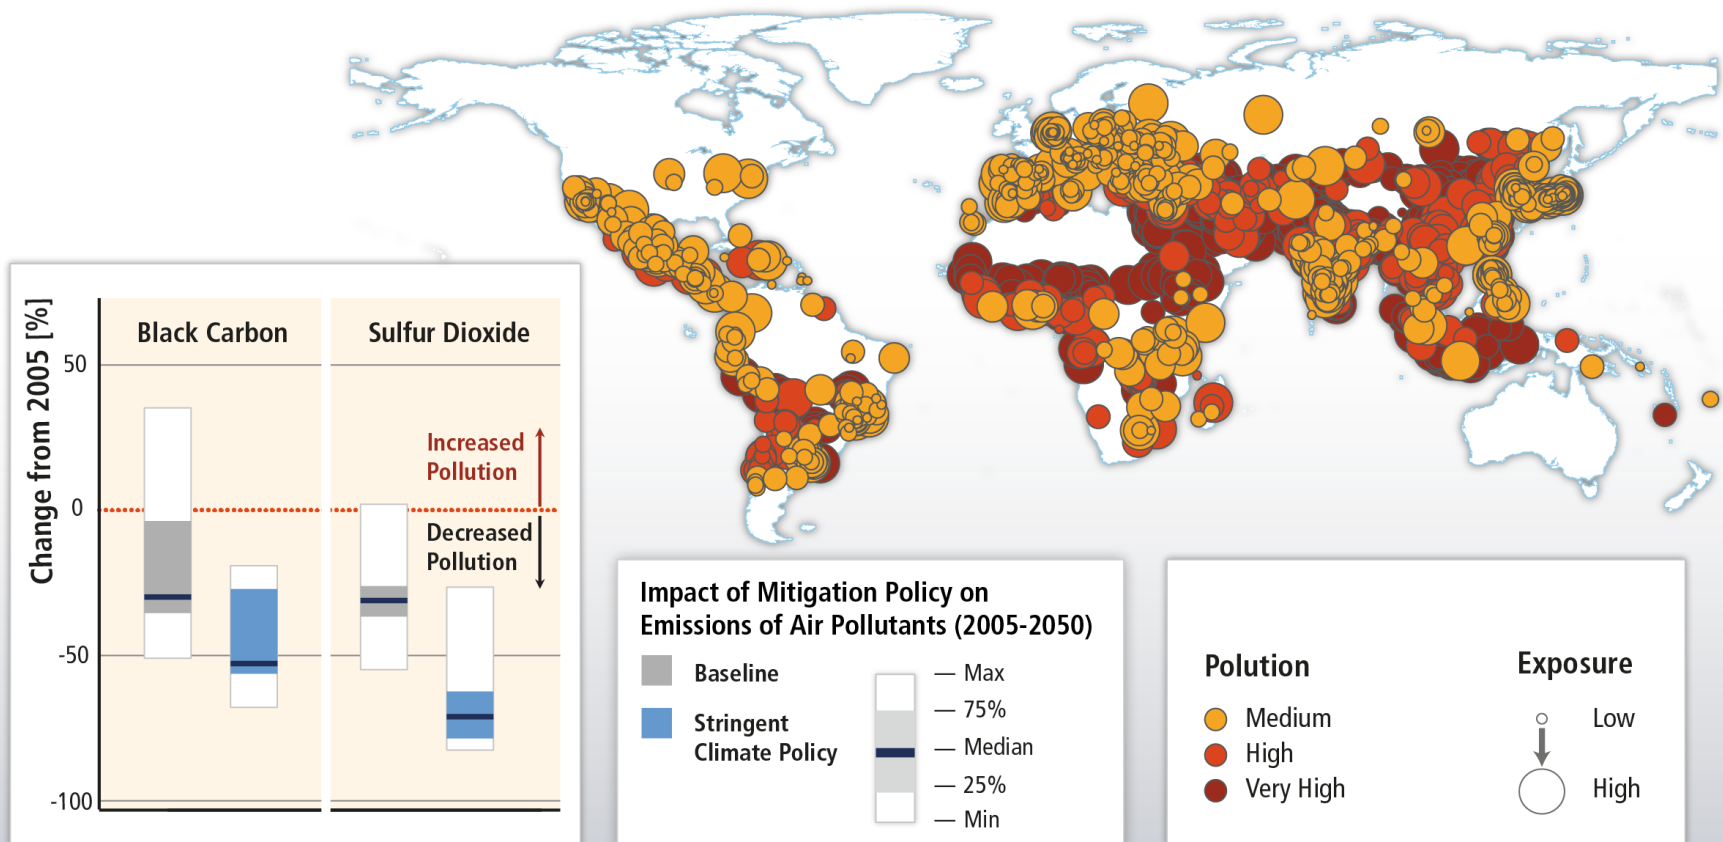 Change from 2005 [%]
Black Carbon
Sulfur Dioxide
50
0
-50
-100
Increased
Pollution
Decreased
Pollution
Impact of Mitigation Policy on
Emissions of Air Pollutants (2005-2050)
Baseline
Stringent
Climate Policy
Max
75%
Median
25%
Min
Polution
Medium
High
Very High
Exposure
Low
High